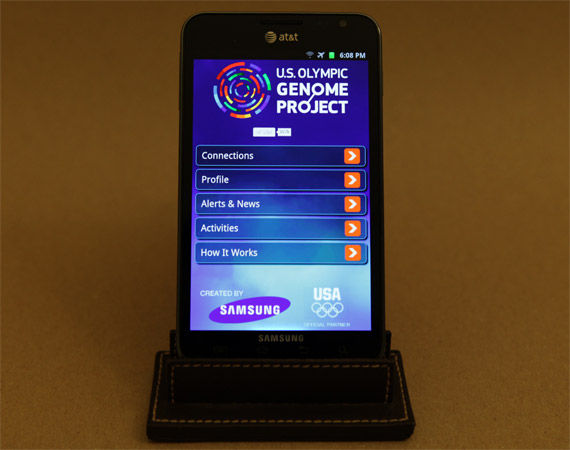 at&t
6:08 PM
U.S. OLYMPIC
GENOME
PROJECT
Connections
Profile
Alerts & News
Activities
How It Works
CREATED BY
SAMSUNG
USA
OFFICIAL PARTNER
SAMSUNG